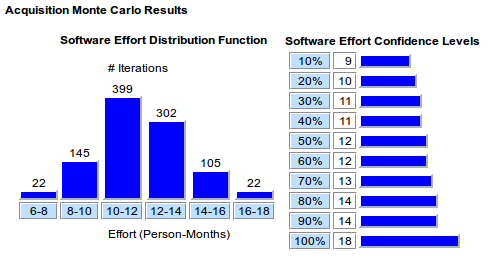 Acquisition Monte Carlo Results
Software Effort Distribution Function
# Iterations
399
302
145
105
22
22
6-8 8-10 10-12 12-14 14-16 16-18
Effort (Person-Months)
Software Effort Confidence Levels
10% 9
20% 10
30% 11
40% 11
50% 12
60% 12
70% 13
80% 14
90% 14
100% 18